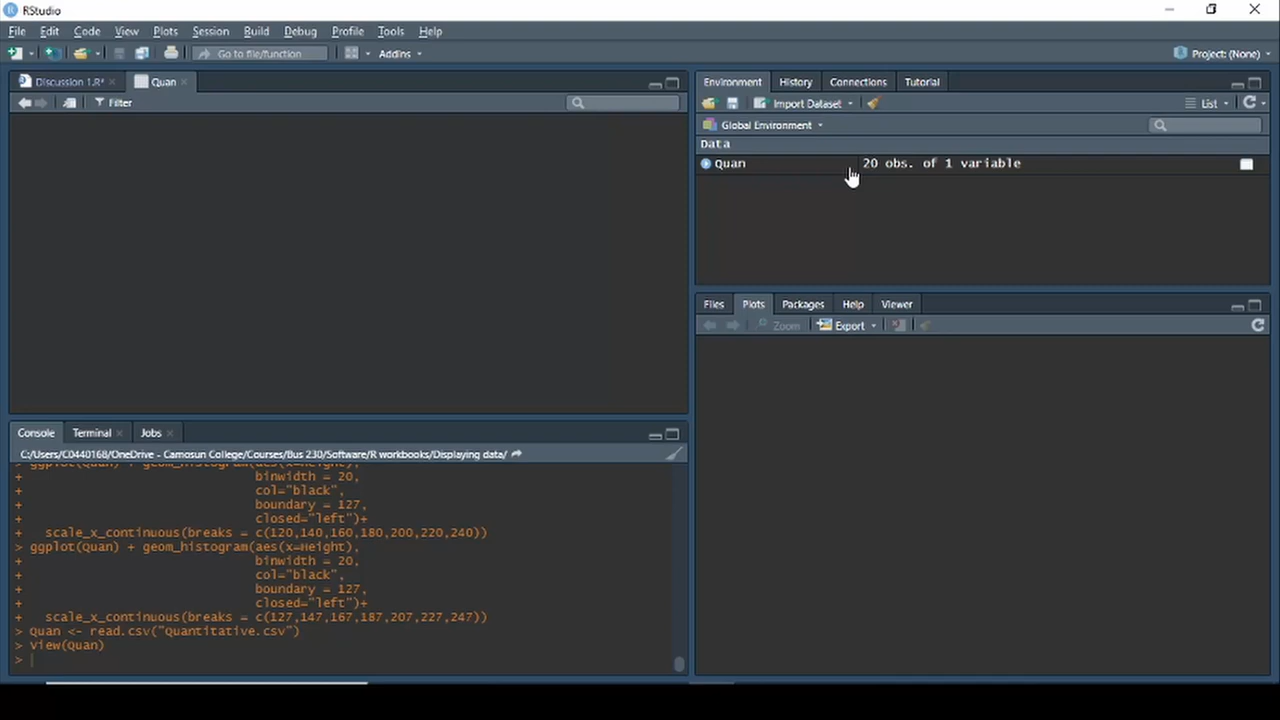 RStudio
File Edit Code View Plots Session Build Debug Profile Tools Help
Go to file/function Addins Project: (None)
Discussion 1.R* Quan
Filter
Environment History Connections Tutorial
Import Dataset List
Global Environment
Data
Quan 20 obs. of 1 variable
Files Plots Packages Help Viewer
Zoom Export
Console Terminal Jobs
C:/Users/C0440168/OneDrive - Camosun College/Courses/Bus 230/Software/R workbooks/Displaying data/
> ggplot(Quan) + geom_histogram(aes(x=Height),
+ binwidth = 20,
+ col="black",
+ boundary = 127,
+ closed="left")+
+ scale_x_continuous(breaks = c(120,140,160,180,200,220,240))
> ggplot(Quan) + geom_histogram(aes(x=Height),
+ binwidth = 20,
+ col="black",
+ boundary = 127,
+ closed="left")+
+ scale_x_continuous(breaks = c(127,147,167,187,207,227,247))
> Quan <- read.csv("Quantitative.csv")
> View(Quan)
>